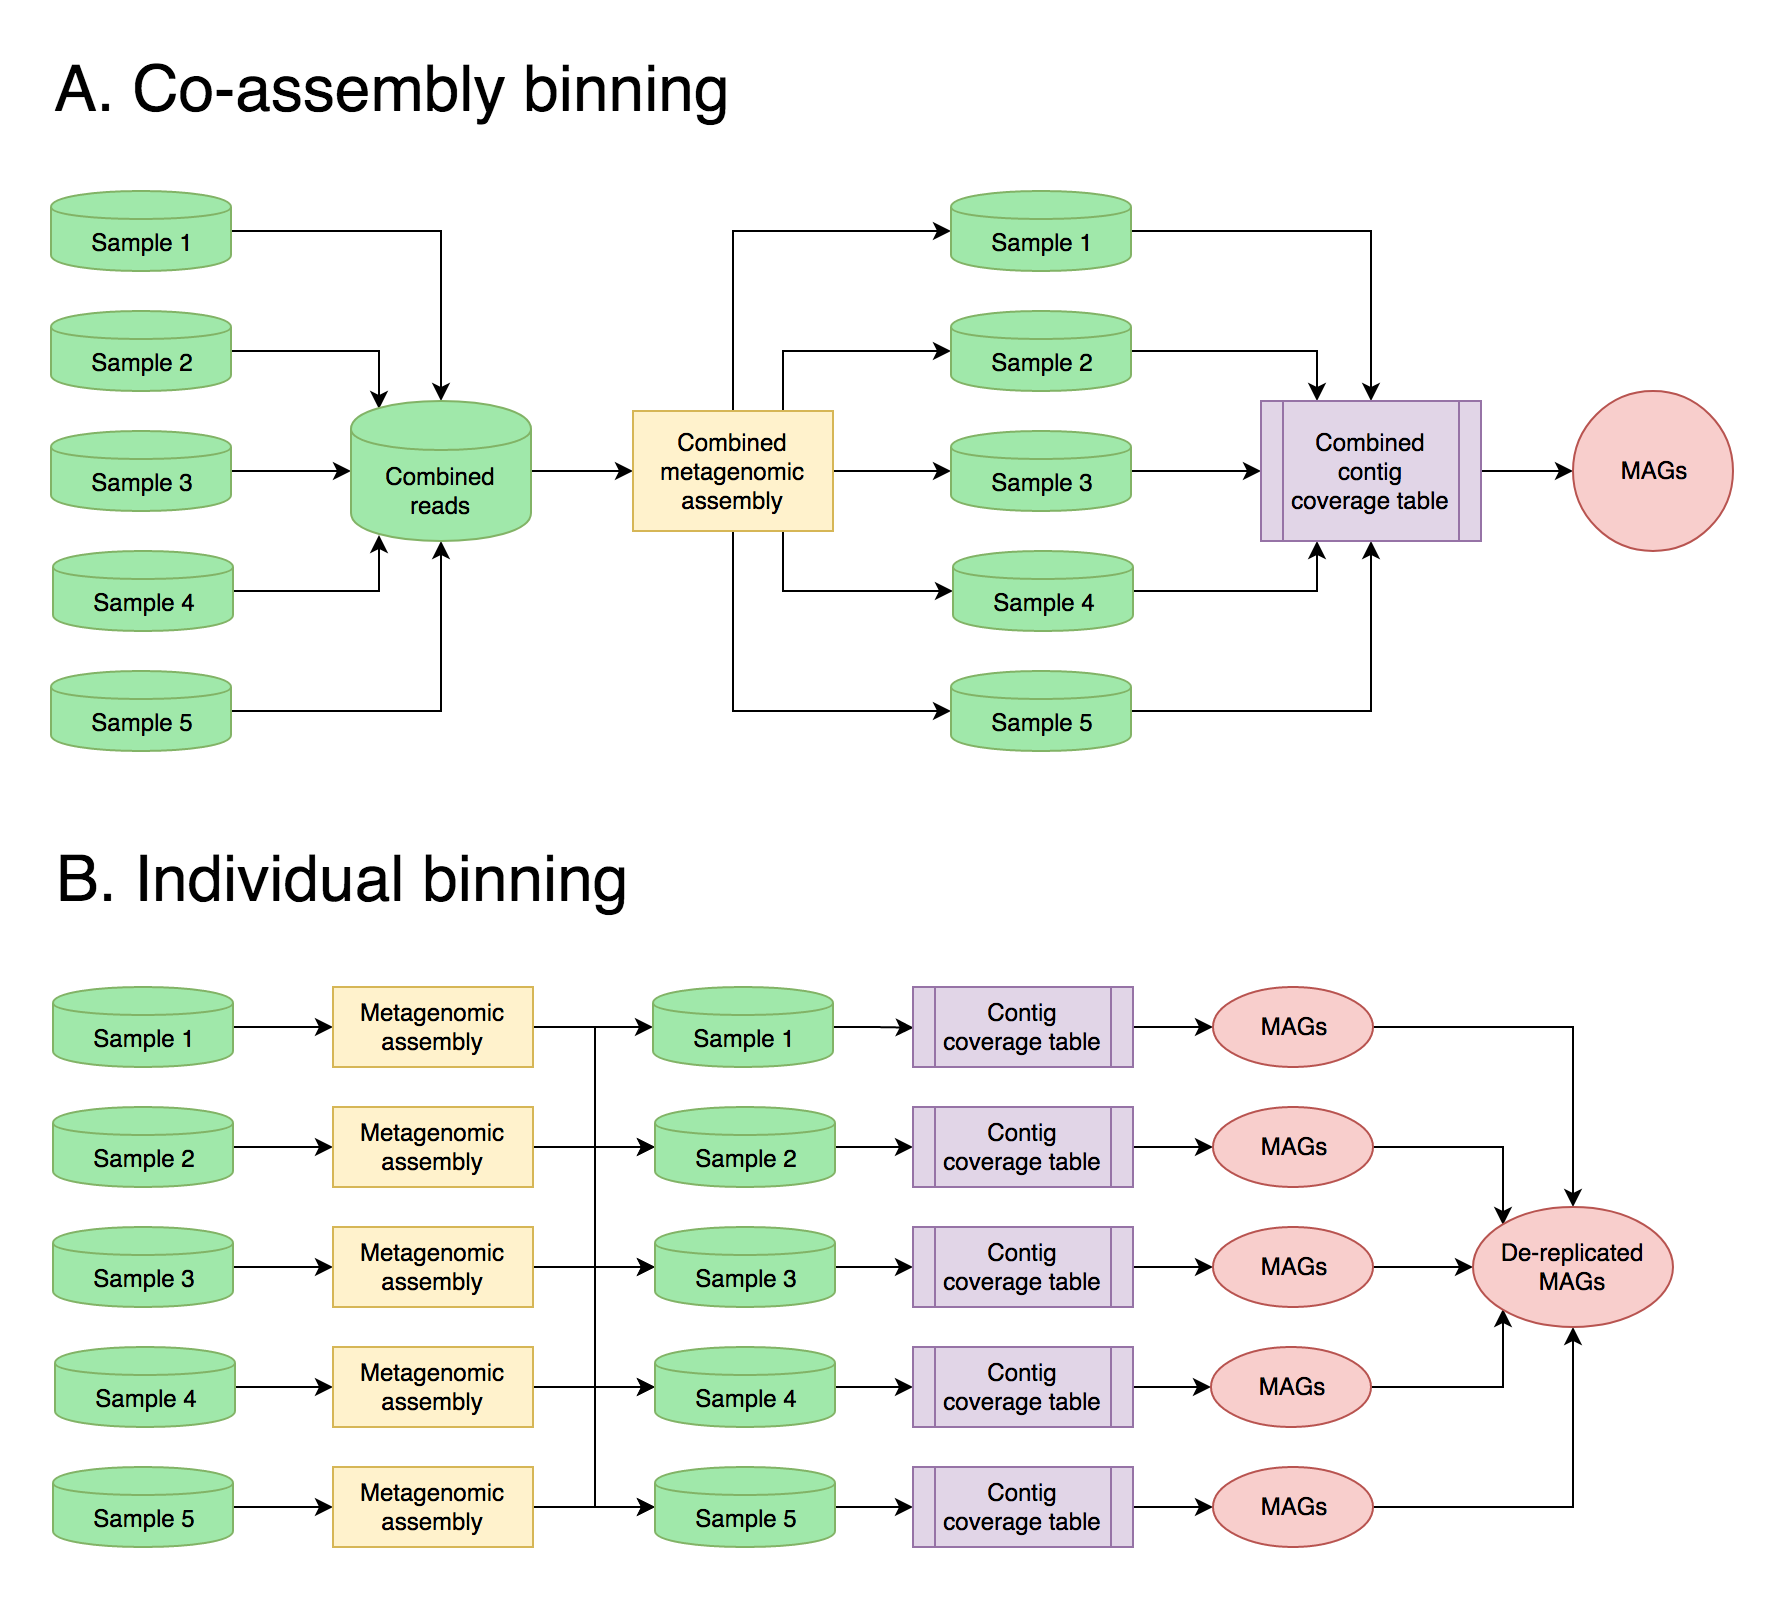 A. Co-assembly binning
Sample 1
Sample 2
Sample 3
Sample 4
Sample 5
Combined
reads
Combined
metagenomic
assembly
Sample 1
Sample 2
Sample 3
Sample 4
Sample 5
Combined
contig
coverage table
MAGs
B. Individual binning
Sample 1
Metagenomic
assembly
Sample 1
Contig
coverage table
MAGs
Sample 2
Metagenomic
assembly
Sample 2
Contig
coverage table
MAGs
Sample 3
Metagenomic
assembly
Sample 3
Contig
coverage table
MAGs
De-replicated
MAGs
Sample 4
Metagenomic
assembly
Sample 4
Contig
coverage table
MAGs
Sample 5
Metagenomic
assembly
Sample 5
Contig
coverage table
MAGs